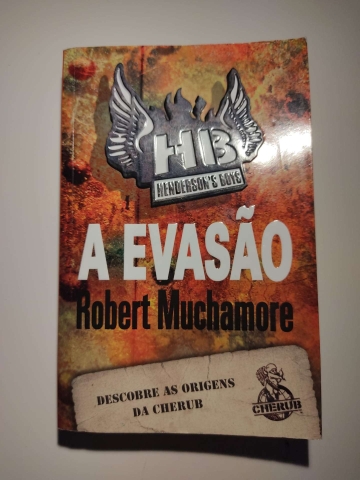 HB
HENDERSON'S BOYS
A EVASÃO
Robert Muchamore
DESCOBRE AS ORIGENS
DA CHERUB
CHERUB